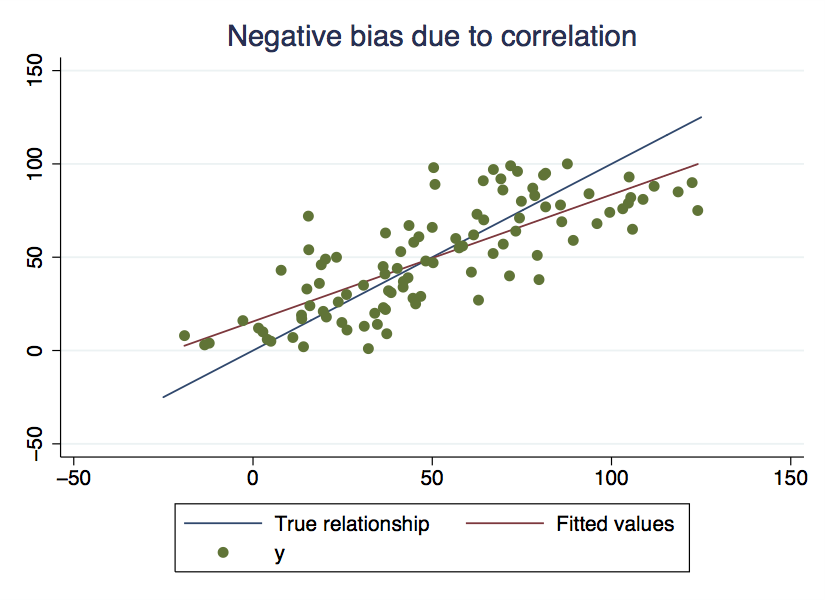 Negative bias due to correlation
150
100
50
0
−50
−50 0 50 100 150
True relationship Fitted values
y